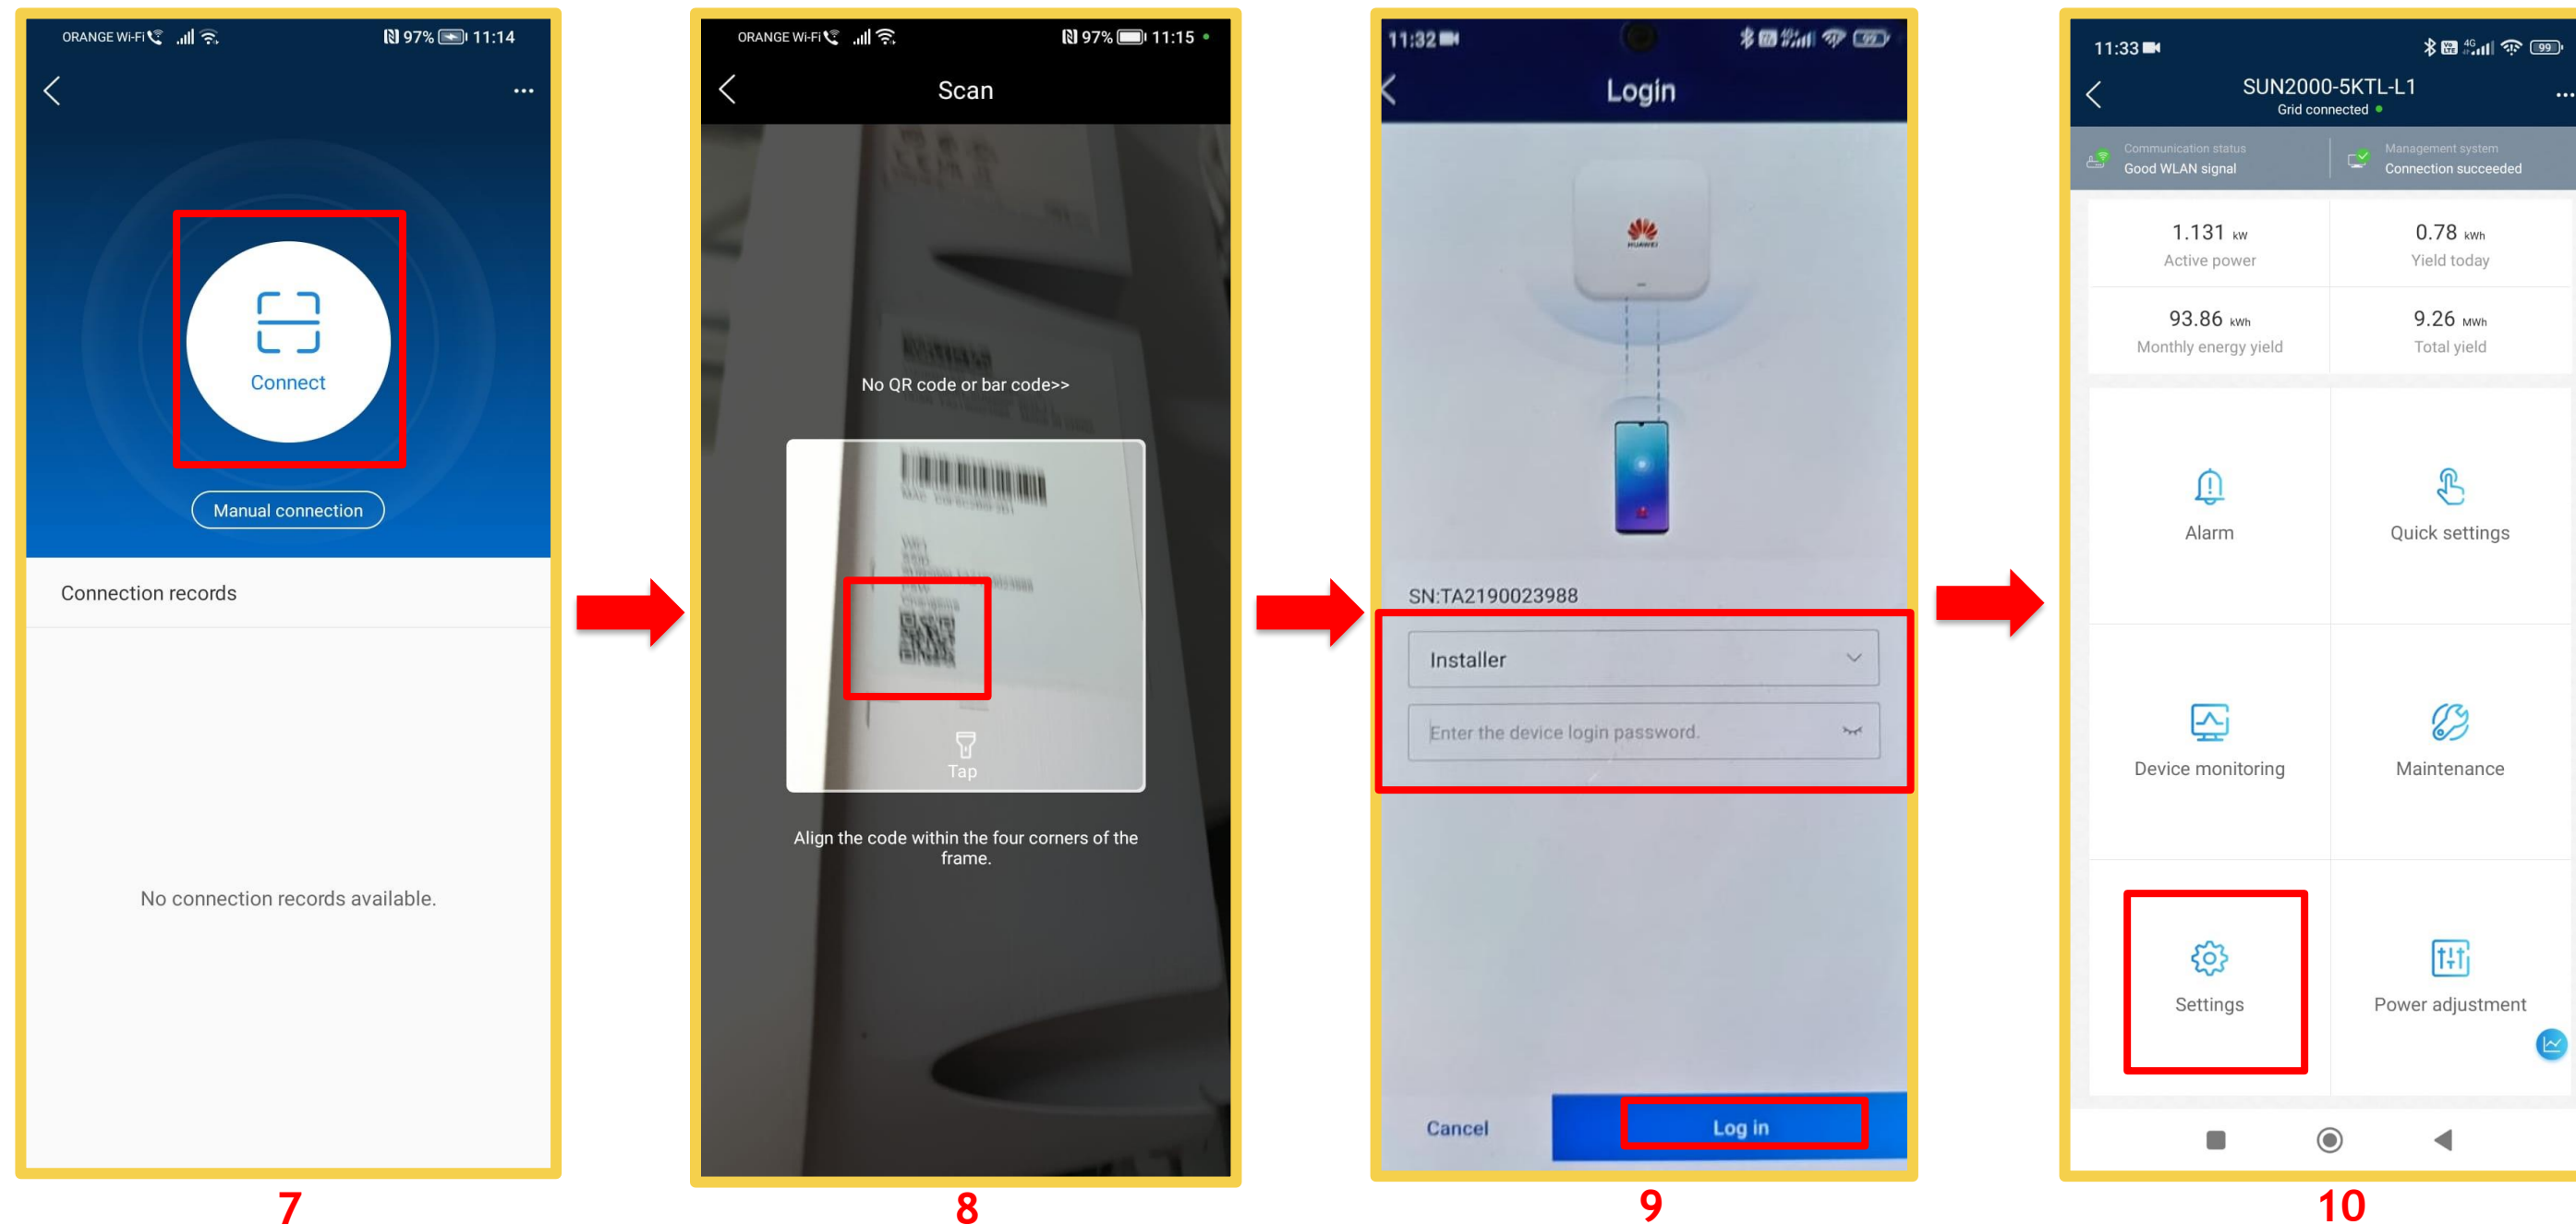 ORANGE Wi-Fi 97% 11:14
Connect
Manual connection
Connection records
No connection records available.
7
ORANGE Wi-Fi 97% 11:15
Scan
No QR code or bar code>>
Tap
Align the code within the four corners of the
frame.
8
11:32 99
Login
HUAWEI
SN:TA2190023988
Installer
Enter the device login password.
Cancel Log in
9
11:33 4G 99
SUN2000-5KTL-L1
Grid connected
Communication status
Good WLAN signal
Management system
Connection succeeded
1.131 kW
Active power
0.78 kWh
Yield today
93.86 kWh
Monthly energy yield
9.26 MWh
Total yield
Alarm
Quick settings
Device monitoring
Maintenance
Settings
Power adjustment
10